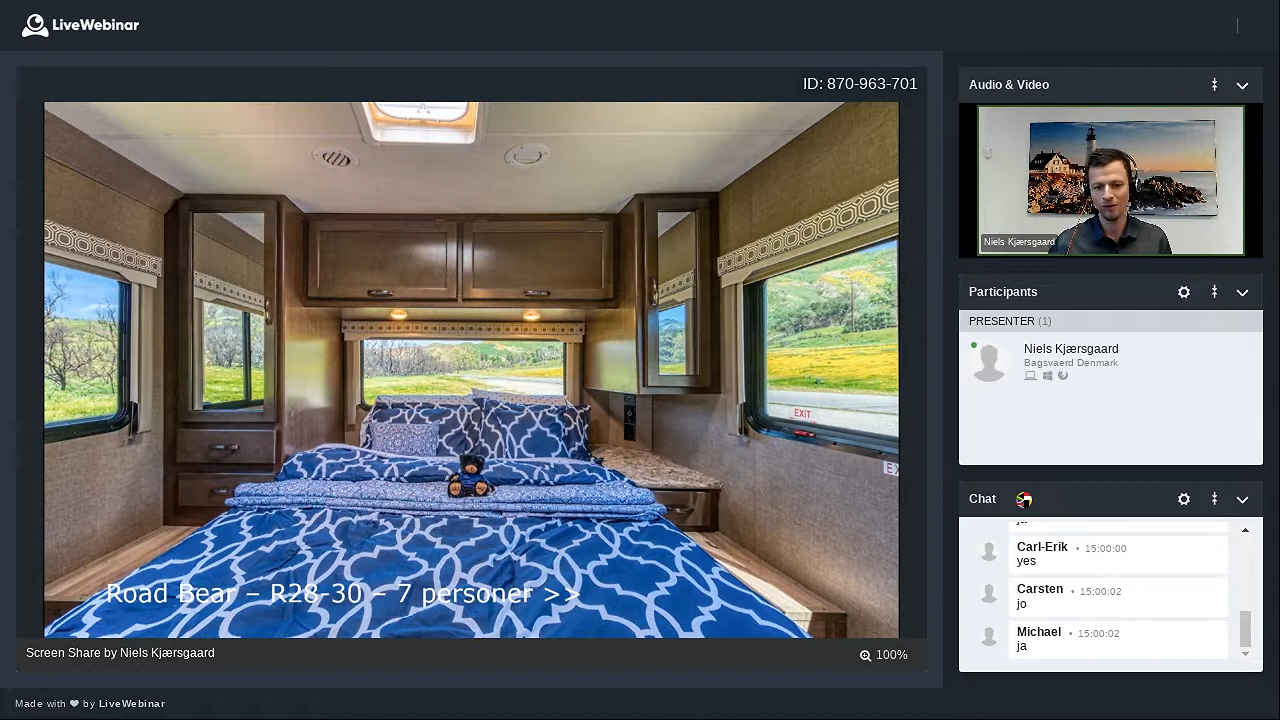 LiveWebinar
ID: 870-963-701
EXIT
Road Bear – R28-30 – 7 personer >>
Screen Share by Niels Kjærsgaard
100%
Audio & Video
Niels Kjærsgaard
Participants
PRESENTER (1)
Niels Kjærsgaard
Bagsvaerd Denmark
Chat
Carl-Erik • 15:00:00
yes
Carsten • 15:00:02
jo
Michael • 15:00:02
ja
Made with ❤ by LiveWebinar